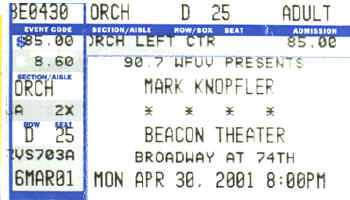 BE0430 ORCH D 25 ADULT
EVENT CODE SECTION/AISLE ROW/BOX SEAT ADMISSION
$85.00 ORCH LEFT CTR 85.00
8.60 90.7 WFUV PRESENTS
SECTION/AISLE
ORCH MARK KNOPFLER
A 2X * * * *
ROW SEAT
D 25 BEACON THEATER
ZVS703A BROADWAY AT 74TH
6MAR01 MON APR 30, 2001 8:00PM